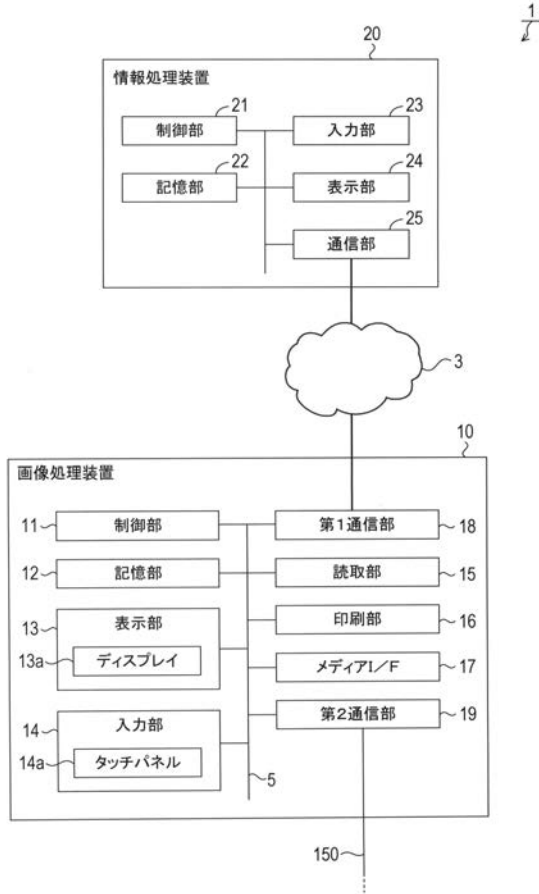 1
20
情報処理装置
21
23
制御部
入力部
22
24
記憶部
表示部
25
通信部
3
10
画像処理装置
11
制御部
第1通信部
18
12
記憶部
読取部
15
13
表示部
印刷部
16
13a
ディスプレイ
メディアI/F
17
14
入力部
第2通信部
19
14a
タッチパネル
5
150